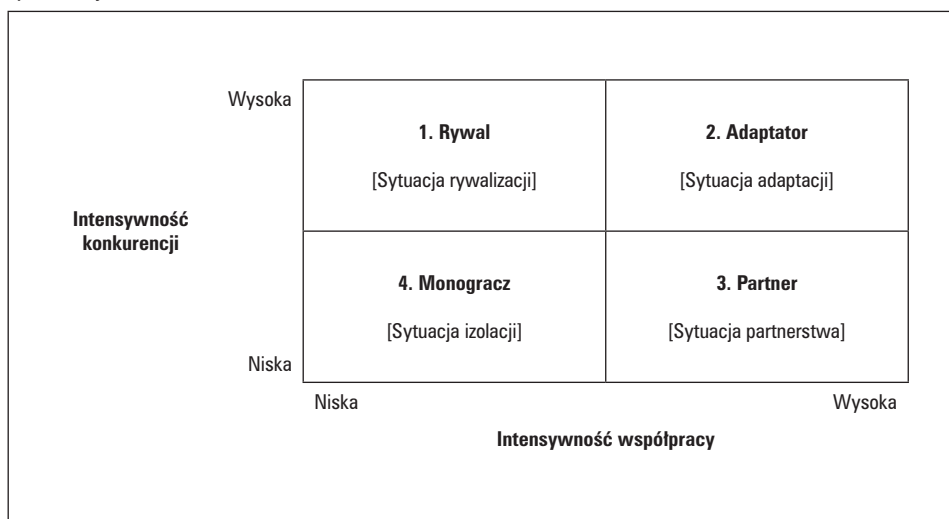 Wysoka
1. Rywal
2. Adaptator
[Sytuacja rywalizacji]
[Sytuacja adaptacji]
Intensywność
konkurencji
4. Monogracz
3. Partner
[Sytuacja izolacji]
[Sytuacja partnerstwa]
Niska
Niska
Wysoka
Intensywność współpracy